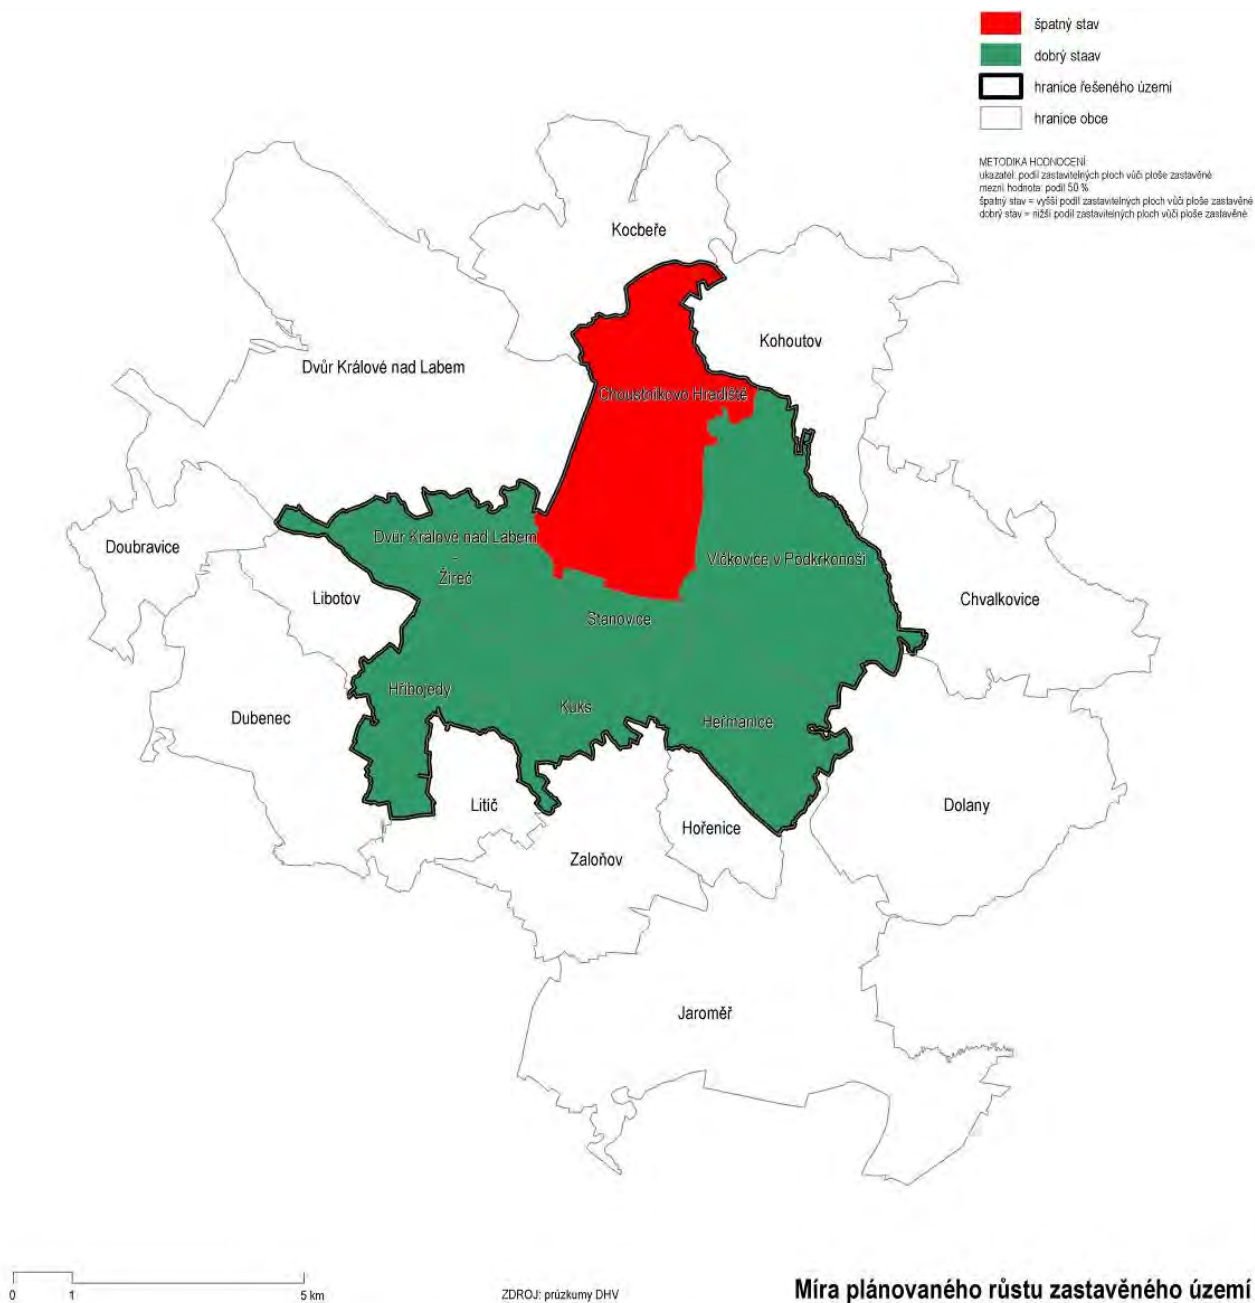 špatný stav
dobrý staav
hranice řešeného území
hranice obce
METODIKA HODNOCENÍ:
ukazatel: podíl zastavitelných ploch vůči ploše zastavěné
mezní hodnota: podíl 50 %
špatný stav = vyšší podíl zastavitelných ploch vůči ploše zastavěné
dobrý stav = nižší podíl zastavitelných ploch vůči ploše zastavěné
Kocbeře
Kohoutov
Dvůr Králové nad Labem
Choustníkovo Hradiště
Dvůr Králové nad Labem
-
Žireč
Doubravice
Vlčkovice v Podkrkonoší
Libotov
Chvalkovice
Stanovice
Hřibojedy
Kuks
Dubenec
Heřmanice
Litíč
Dolany
Hořenice
Zaloňov
Jaroměř
0 1 5 km
ZDROJ: průzkumy DHV
Míra plánovaného růstu zastavěného území